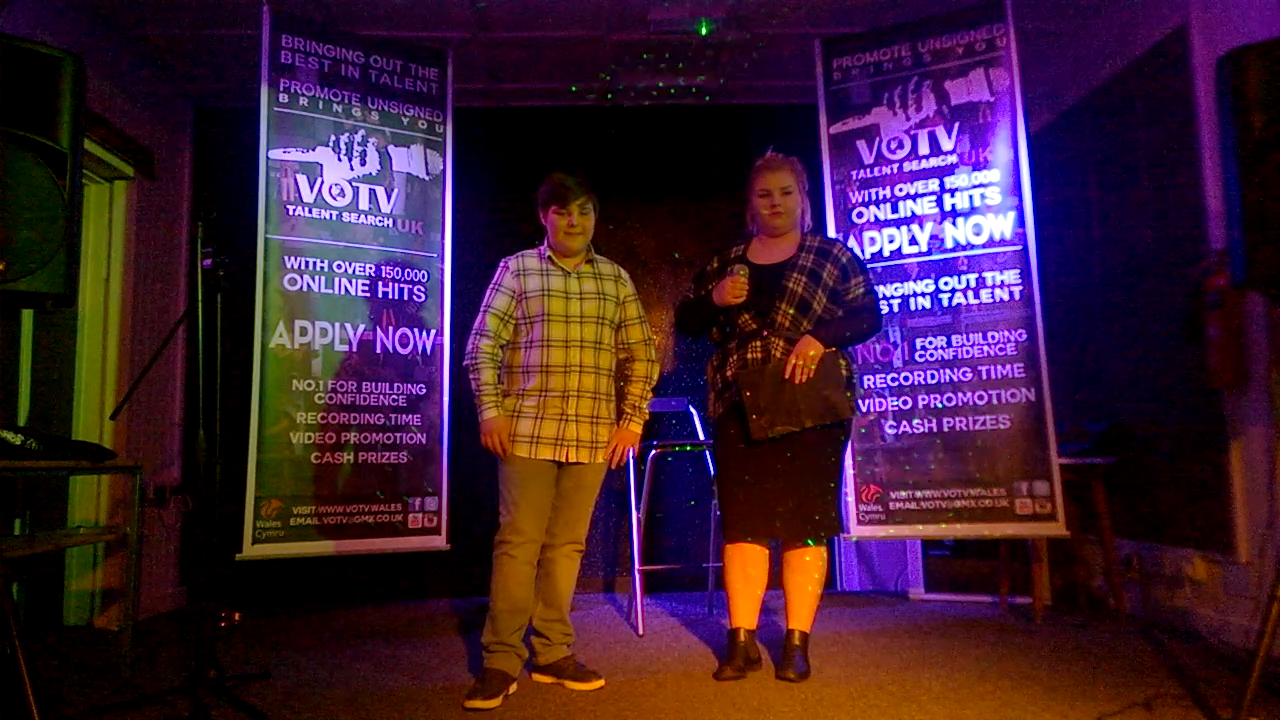 BRINGING OUT THE
BEST IN TALENT
PROMOTE UNSIGNED
BRINGS YOU
VOTV
TALENT SEARCH UK
WITH OVER 150,000
ONLINE HITS
APPLY NOW
NO.1 FOR BUILDING
CONFIDENCE
RECORDING TIME
VIDEO PROMOTION
CASH PRIZES
Wales
Cymru
VISIT WWW.VOTV.WALES
EMAIL VOTV@GMX.CO.UK
PROMOTE UNSIGNED
BRINGS YOU
VOTV
TALENT SEARCH UK
WITH OVER 150,000
ONLINE HITS
APPLY NOW
NGING OUT THE
ST IN TALENT
NO.1 FOR BUILDING
CONFIDENCE
RECORDING TIME
VIDEO PROMOTION
CASH PRIZES
Wales
Cymru
VISIT WWW.VOTV.WALES
EMAIL VOTV@GMX.CO.UK